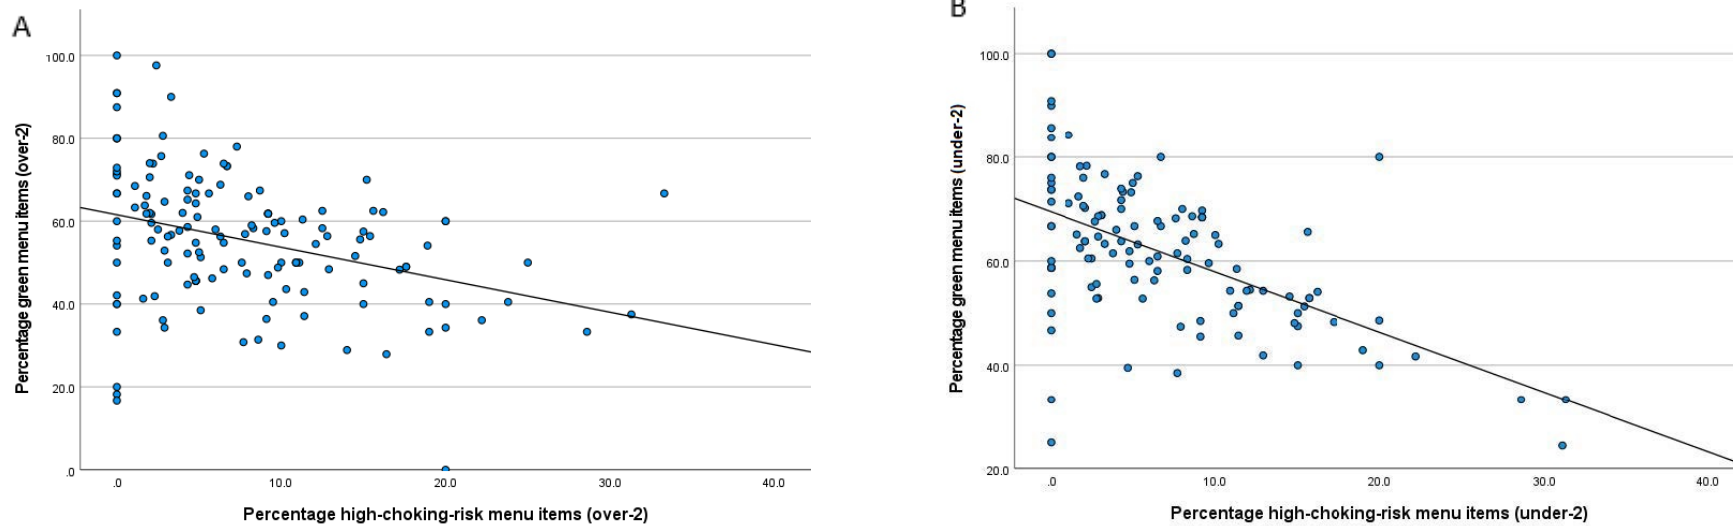 A
Percentage green menu items (over-2)
100.0
80.0
60.0
40.0
20.0
.0
.0 10.0 20.0 30.0 40.0
Percentage high-choking-risk menu items (over-2)
B
Percentage green menu items (under-2)
100.0
80.0
60.0
40.0
20.0
.0 10.0 20.0 30.0 40.0
Percentage high-choking-risk menu items (under-2)